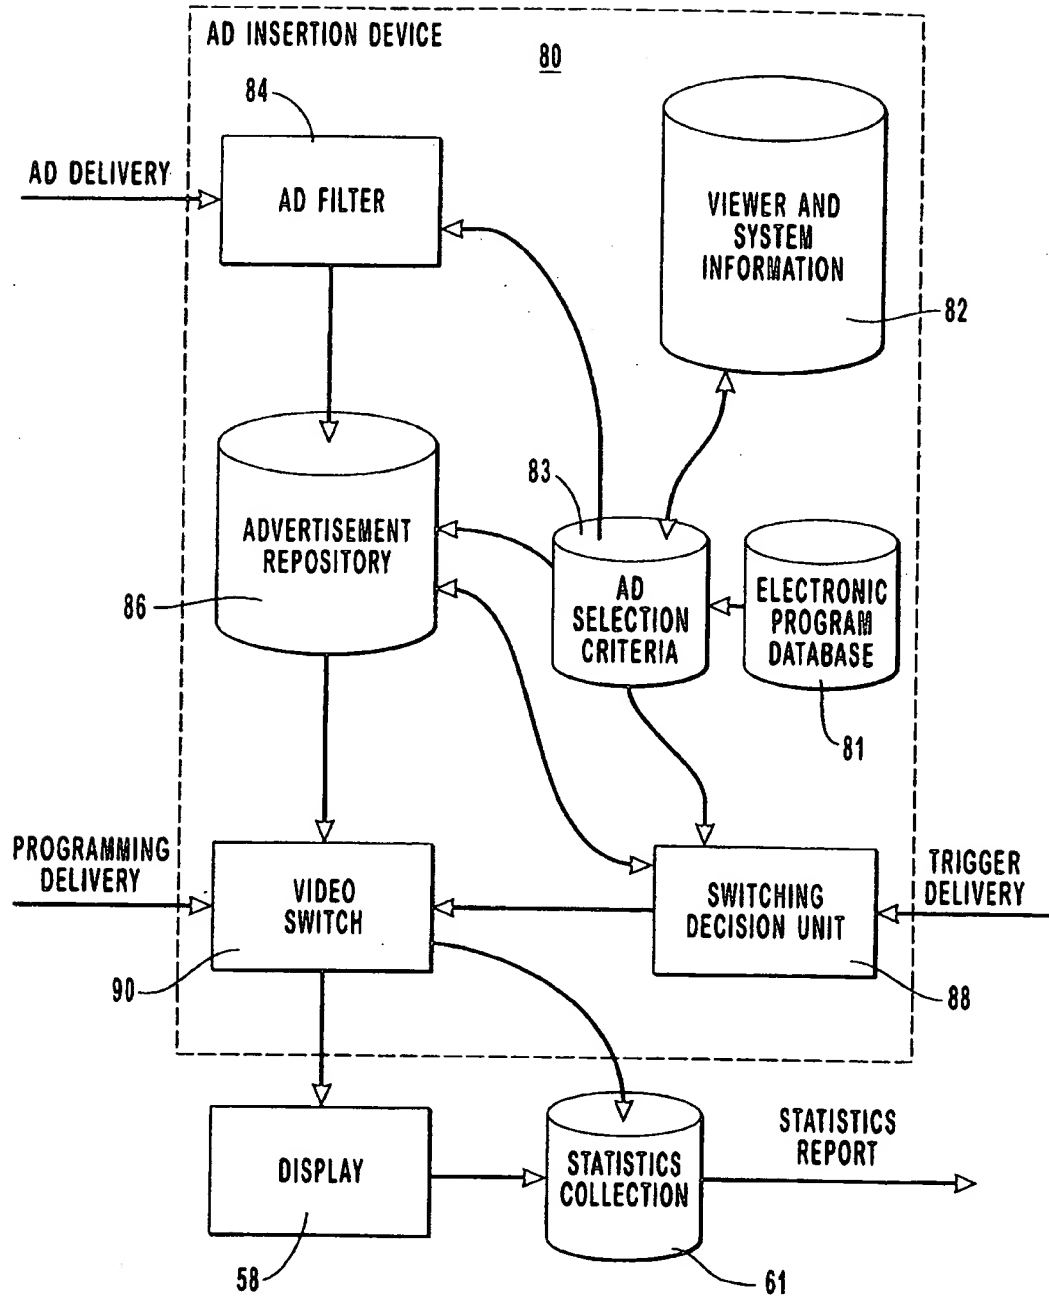 AD INSERTION DEVICE
80
84
AD DELIVERY
AD FILTER
VIEWER AND
SYSTEM
INFORMATION
82
83
ADVERTISEMENT
REPOSITORY
86
AD
SELECTION
CRITERIA
ELECTRONIC
PROGRAM
DATABASE
81
PROGRAMMING
DELIVERY
VIDEO
SWITCH
90
SWITCHING
DECISION UNIT
88
TRIGGER
DELIVERY
DISPLAY
58
STATISTICS
COLLECTION
61
STATISTICS
REPORT